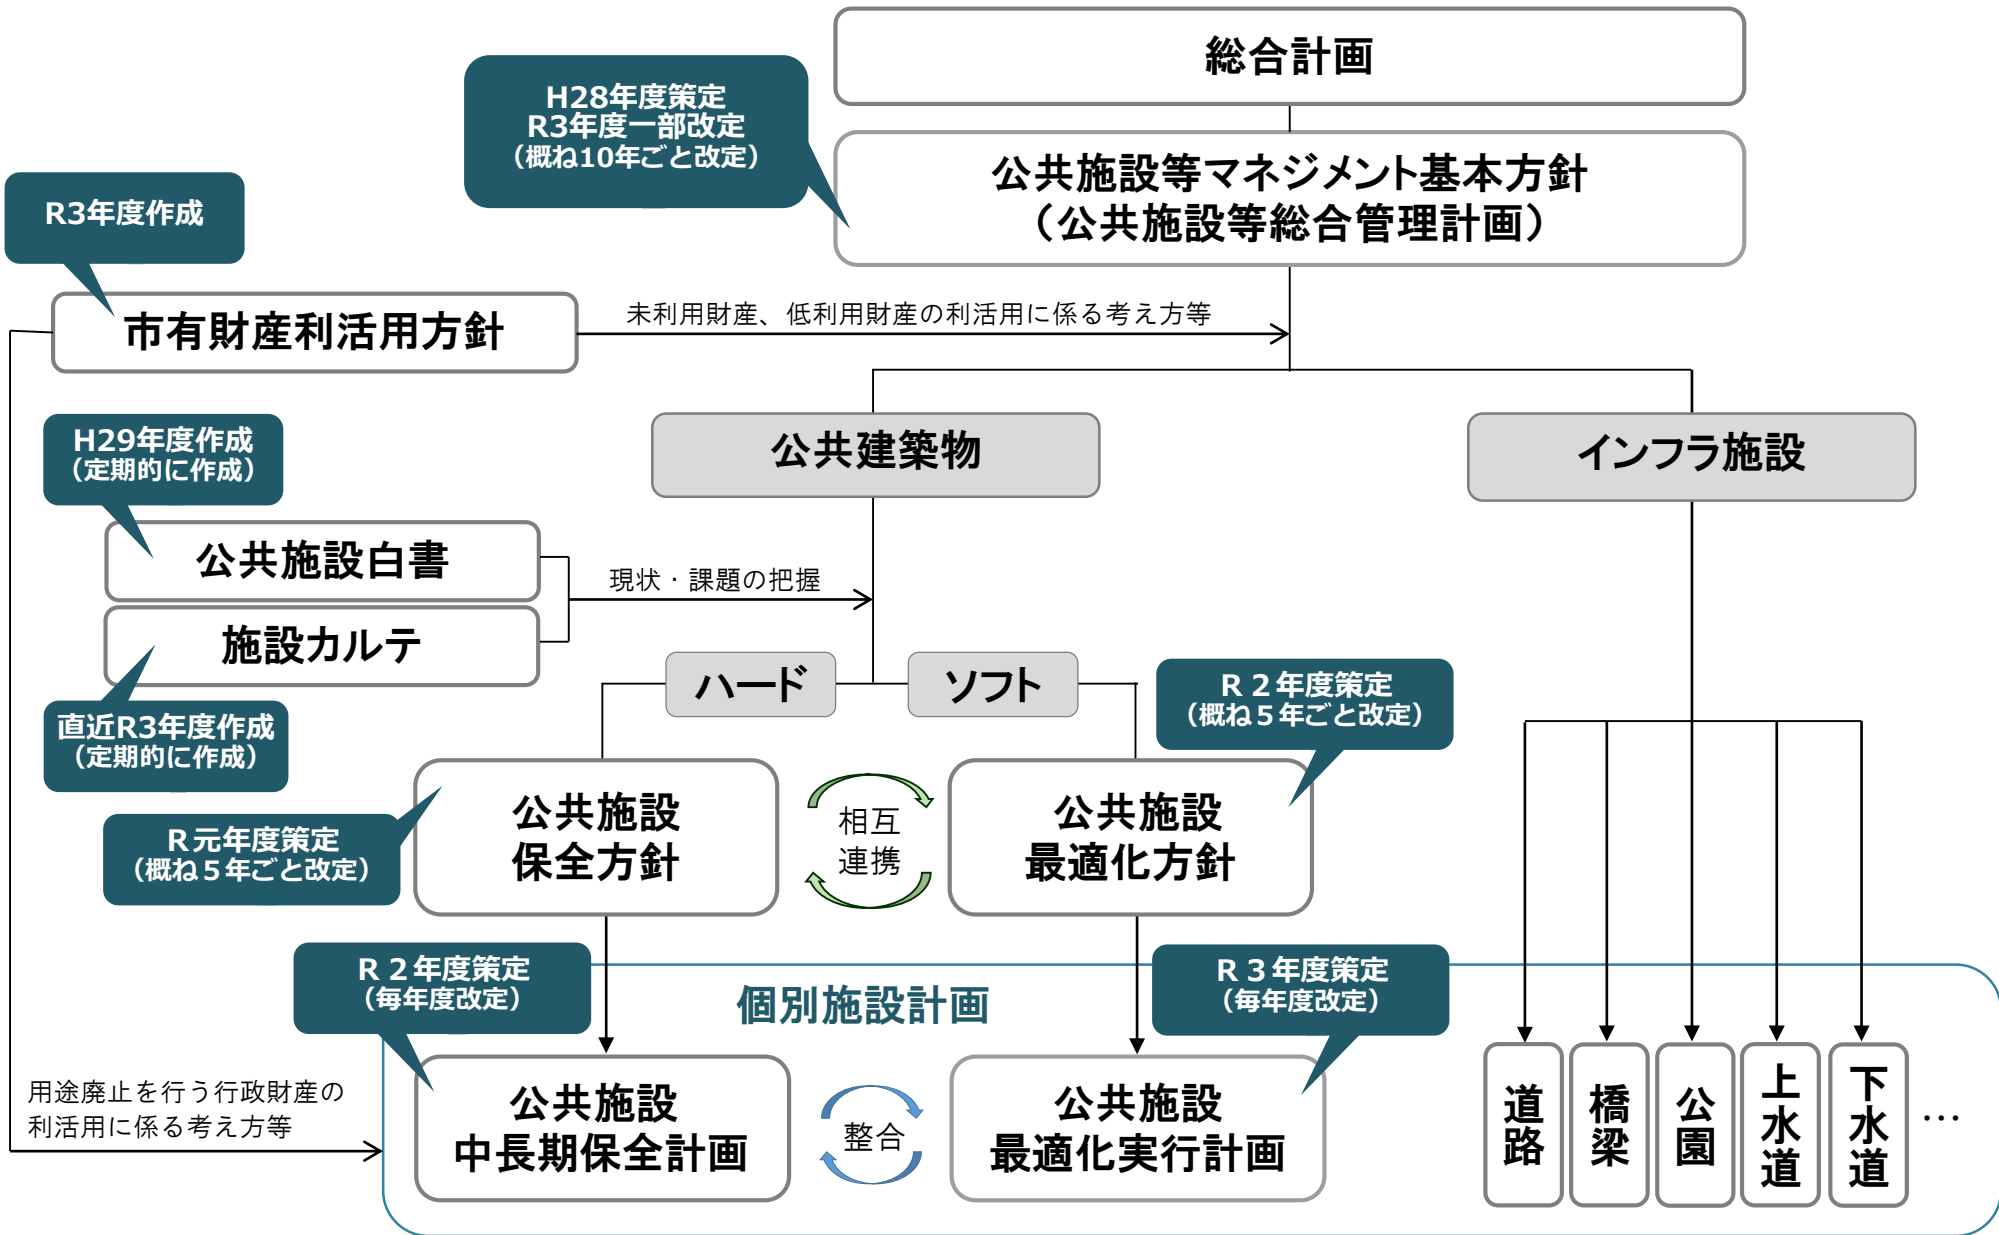 総合計画
H28年度策定
R3年度一部改定
（概ね10年ごと改定）
公共施設等マネジメント基本方針
（公共施設等総合管理計画）
R3年度作成
市有財産利活用方針
未利用財産、低利用財産の利活用に係る考え方等
公共建築物
インフラ施設
H29年度作成
（定期的に作成）
公共施設白書
現状・課題の把握
施設カルテ
直近R3年度作成
（定期的に作成）
ハード
ソフト
R２年度策定
（概ね５年ごと改定）
R元年度策定
（概ね５年ごと改定）
公共施設
保全方針
相互
連携
公共施設
最適化方針
R２年度策定
（毎年度改定）
個別施設計画
R３年度策定
（毎年度改定）
用途廃止を行う行政財産の
利活用に係る考え方等
公共施設
中長期保全計画
整合
公共施設
最適化実行計画
道路
橋梁
公園
上水道
下水道
…